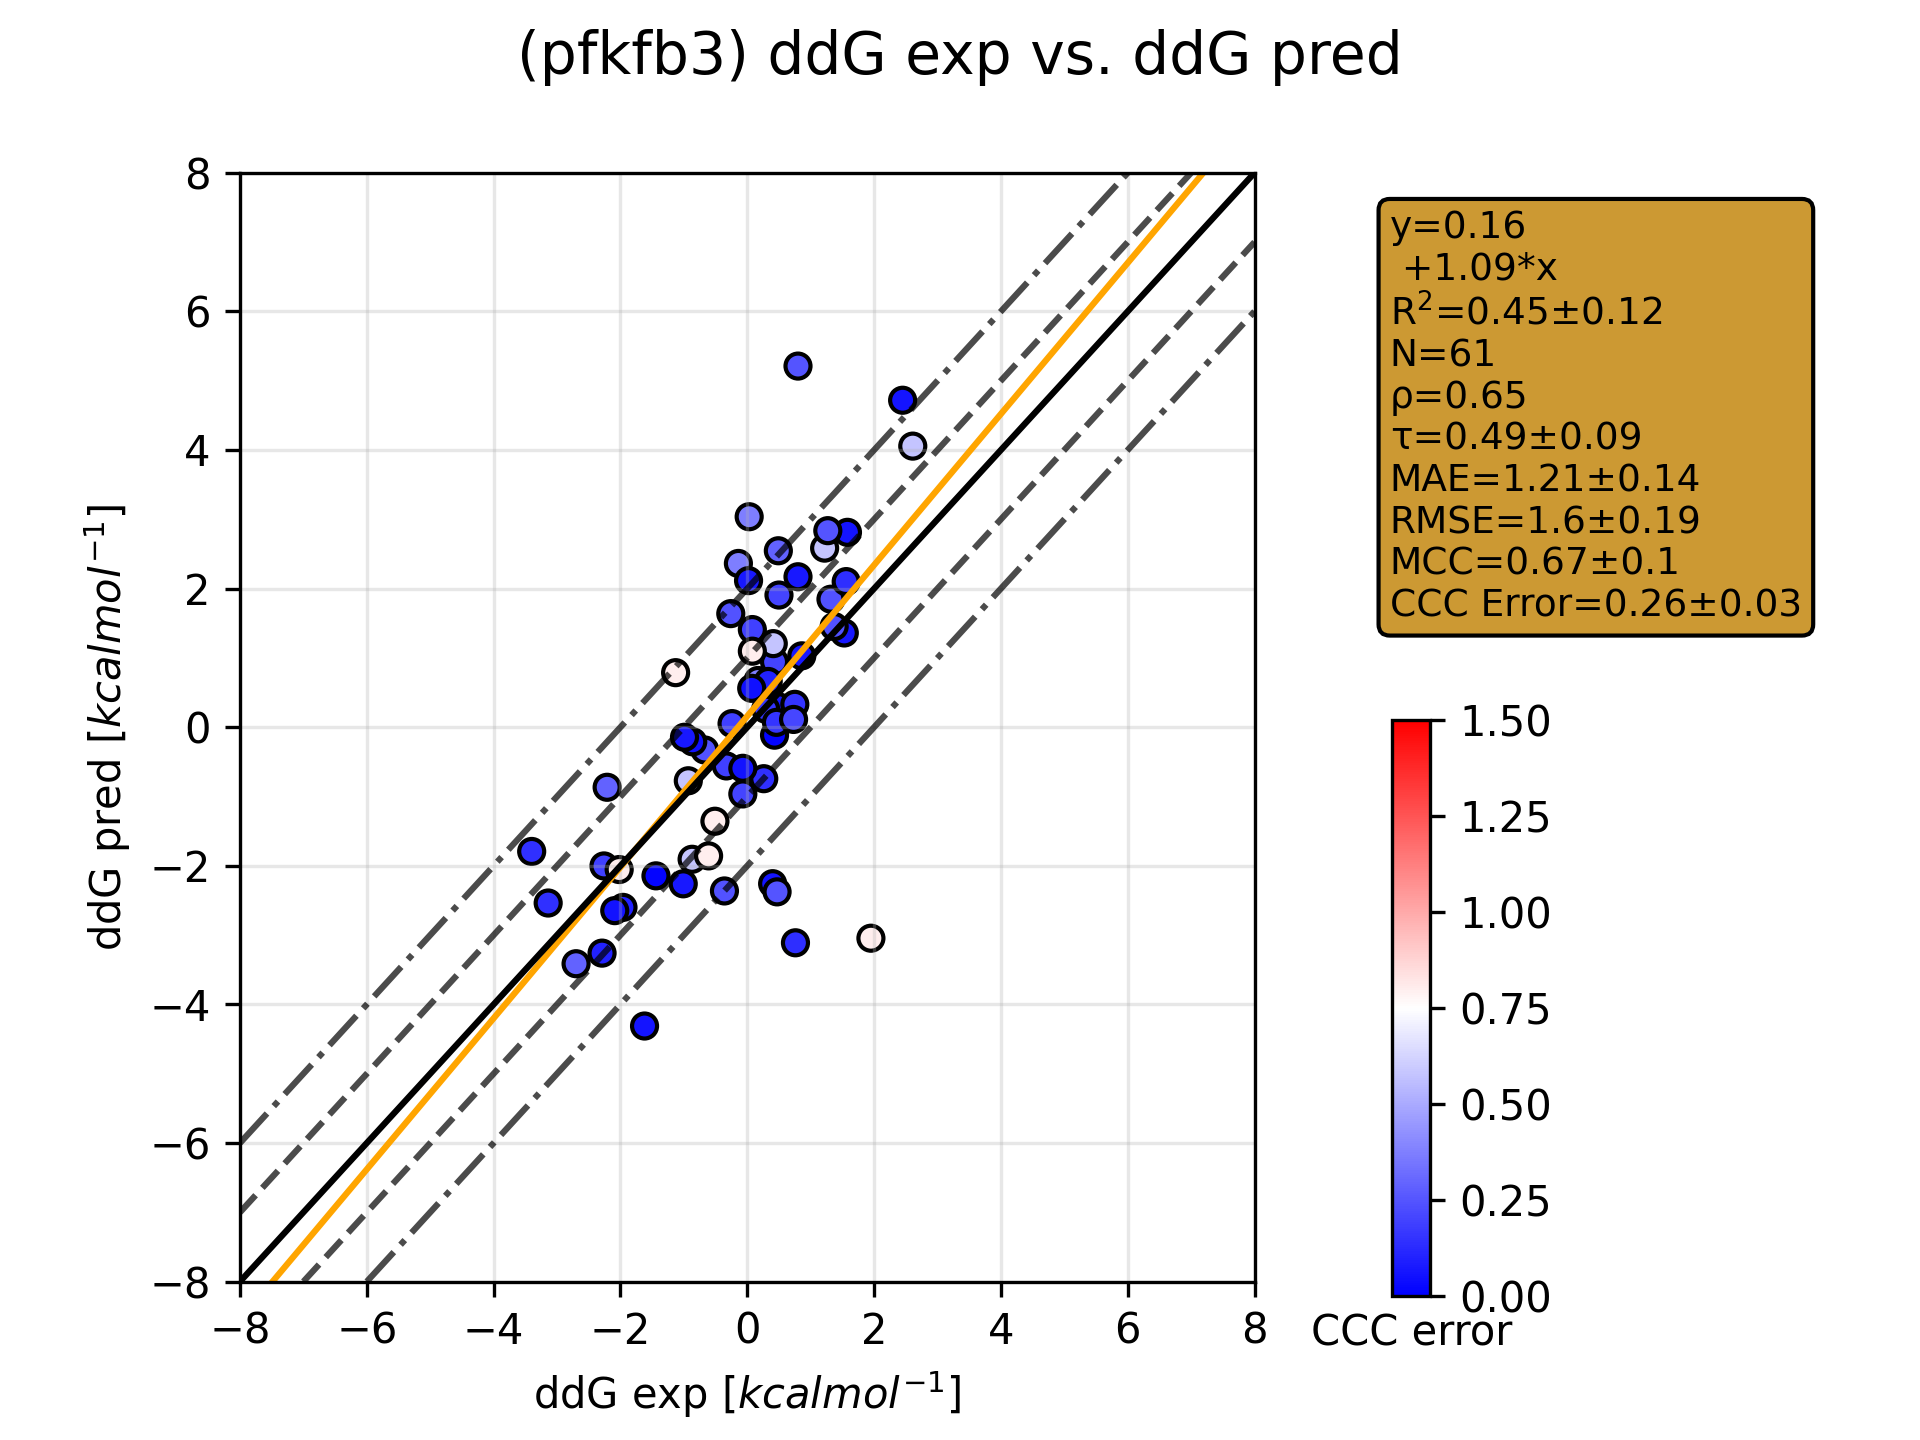 (pfkfb3) ddG exp vs. ddG pred
8
6
4
2
0
−2
−4
−6
−8
ddG pred [kcalmol⁻¹]
−8 −6 −4 −2 0 2 4 6 8
ddG exp [kcalmol⁻¹]
y=0.16
+1.09*x
R²=0.45±0.12
N=61
ρ=0.65
τ=0.49±0.09
MAE=1.21±0.14
RMSE=1.6±0.19
MCC=0.67±0.1
CCC Error=0.26±0.03
1.50
1.25
1.00
0.75
0.50
0.25
0.00
CCC error